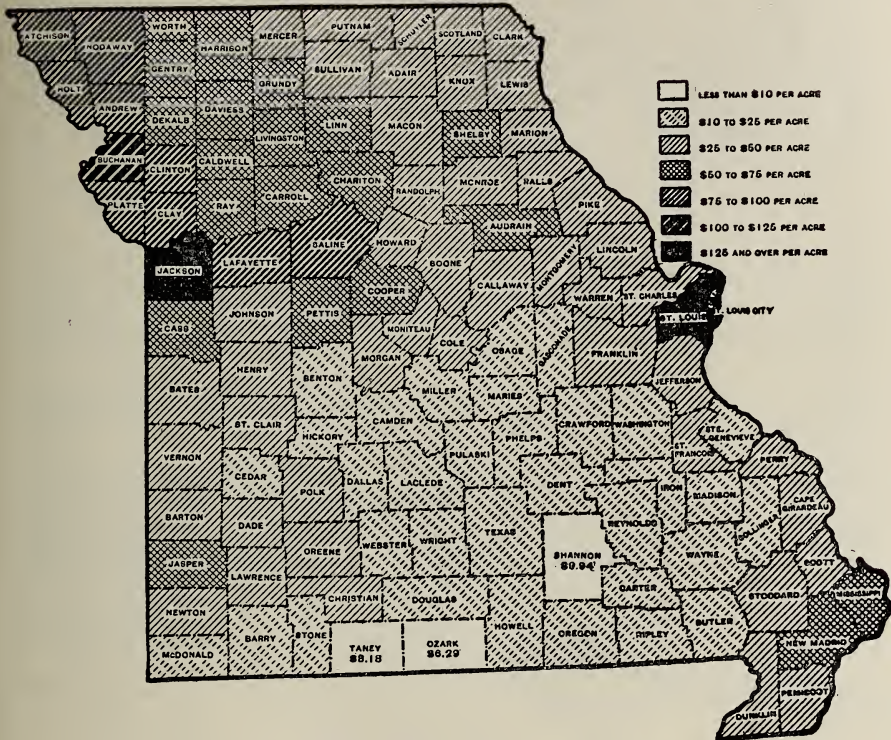 ATCHISON
NODAWAY
WORTH
HARRISON
MERCER
PUTNAM
SCHUYLER
SCOTLAND
CLARK
GENTRY
SULLIVAN
ADAIR
KNOX
LEWIS
HOLT
ANDREW
GRUNDY
DEKALB
DAVIESS
LIVINGSTON
LINN
MACON
SHELBY
MARION
BUCHANAN
CLINTON
CALDWELL
CHARITON
RANDOLPH
MONROE
RALLS
PLATTE
CLAY
RAY
CARROLL
PIKE
AUDRAIN
SALINE
HOWARD
BOONE
LINCOLN
JACKSON
LAFAYETTE
CALLAWAY
MONTGOMERY
WARREN
ST. CHARLES
COOPER
ST. LOUIS
ST. LOUIS CITY
CASS
JOHNSON
PETTIS
MONITEAU
COLE
OSAGE
GASCONADE
FRANKLIN
JEFFERSON
BATES
HENRY
BENTON
MORGAN
MILLER
MARIES
ST. CLAIR
CAMDEN
PHELPS
CRAWFORD
WASHINGTON
STE. GENEVIEVE
VERNON
HICKORY
PULASKI
ST. FRANCOIS
PERRY
CEDAR
DALLAS
LACLEDE
DENT
IRON
MADISON
CAPE GIRARDEAU
BARTON
POLK
DADE
TEXAS
REYNOLDS
BOLLINGER
GREENE
WEBSTER
WRIGHT
SHANNON
$9.94
WAYNE
SCOTT
JASPER
LAWRENCE
CARTER
STODDARD
MISSISSIPPI
CHRISTIAN
DOUGLAS
NEWTON
HOWELL
OREGON
RIPLEY
BUTLER
NEW MADRID
McDONALD
BARRY
STONE
TANEY
$8.18
OZARK
$6.29
DUNKLIN
PEMISCOT
LESS THAN $10 PER ACRE
$10 TO $25 PER ACRE
$25 TO $50 PER ACRE
$50 TO $75 PER ACRE
$75 TO $100 PER ACRE
$100 TO $125 PER ACRE
$125 AND OVER PER ACRE